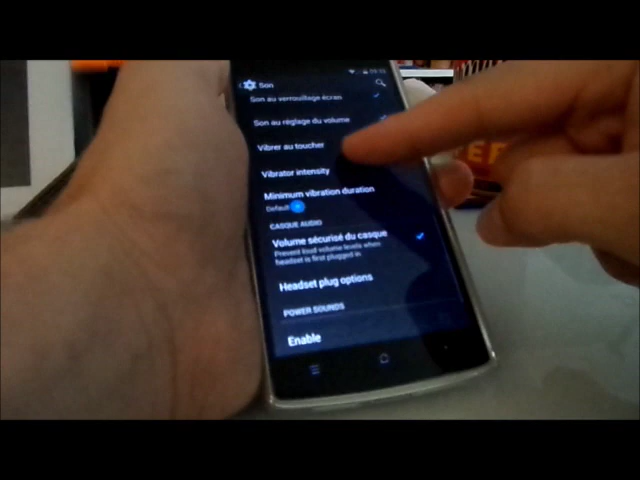 Son
Son au verrouillage écran
Son au réglage du volume
Vibrer au toucher
Vibrator intensity
Minimum vibration duration
Default
CASQUE AUDIO
Volume sécurisé du casque
Prevent loud volume levels when
headset is first plugged in
Headset plug options
POWER SOUNDS
Enable